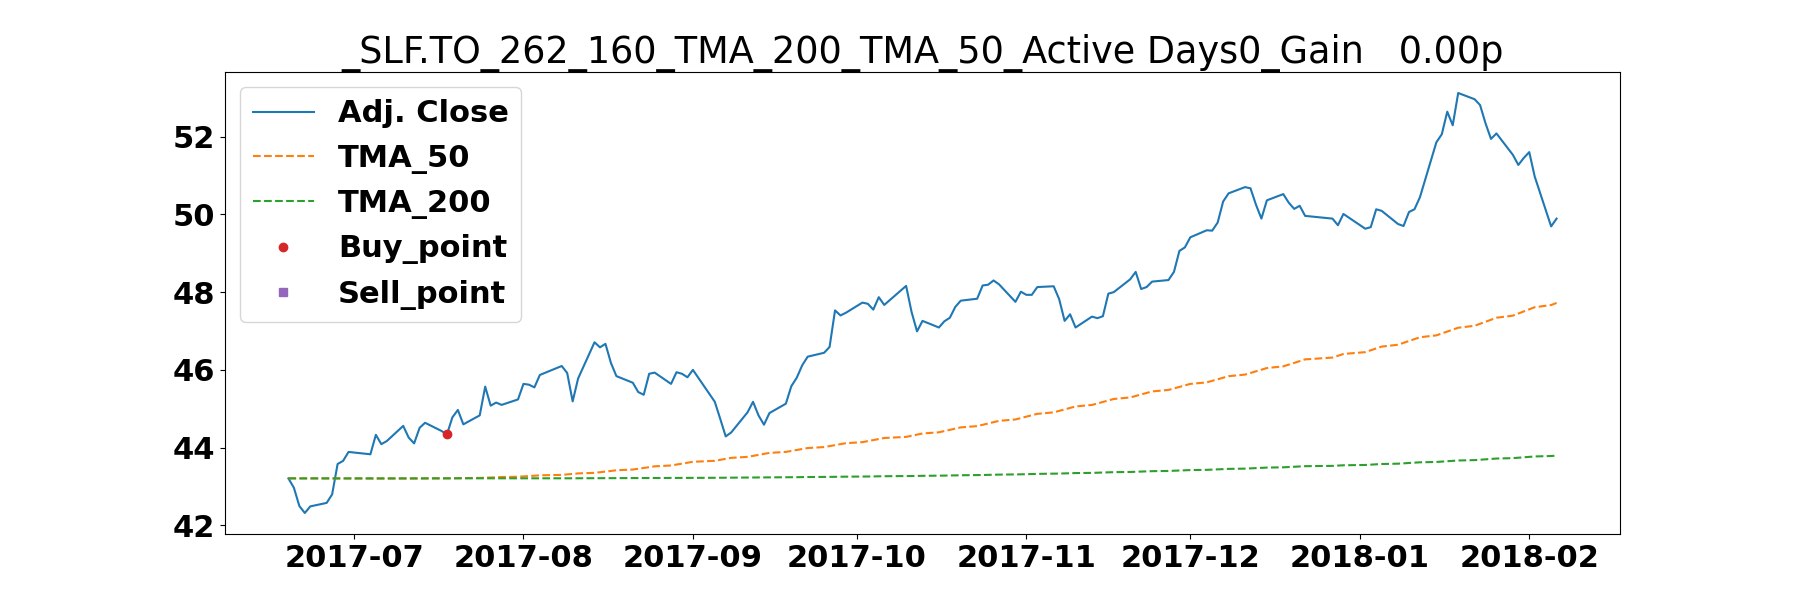 _SLF.TO_262_160_TMA_200_TMA_50_Active Days0_Gain   0.00p
Adj. Close
TMA_50
TMA_200
Buy_point
Sell_point
52
50
48
46
44
42
2017-07 2017-08 2017-09 2017-10 2017-11 2017-12 2018-01 2018-02